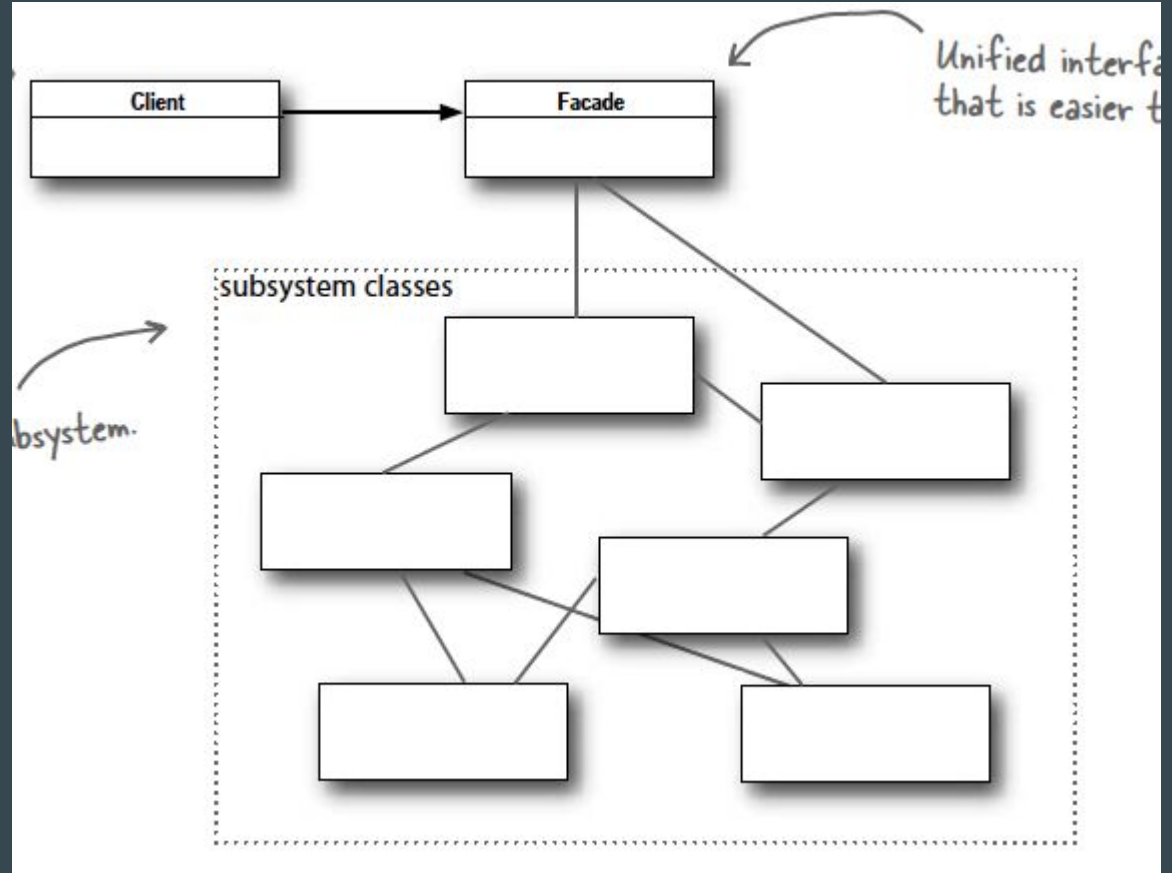 Client
Facade
Unified interfa
that is easier t
subsystem classes
bsystem.